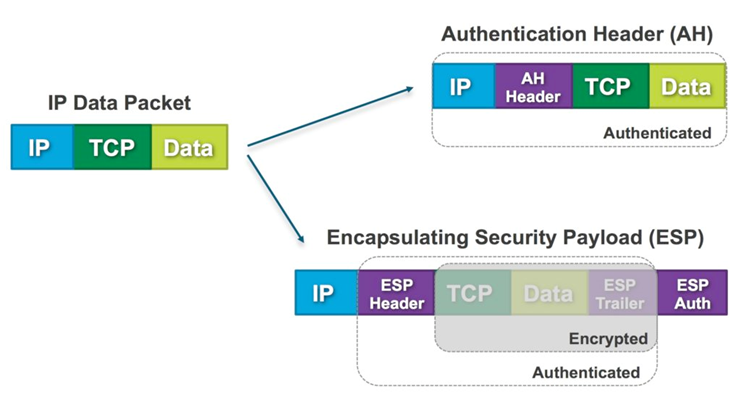 Authentication Header (AH)
IP AH Header TCP Data
Authenticated
IP Data Packet
IP TCP Data
Encapsulating Security Payload (ESP)
IP ESP Header TCP Data ESP Trailer ESP Auth
Encrypted
Authenticated